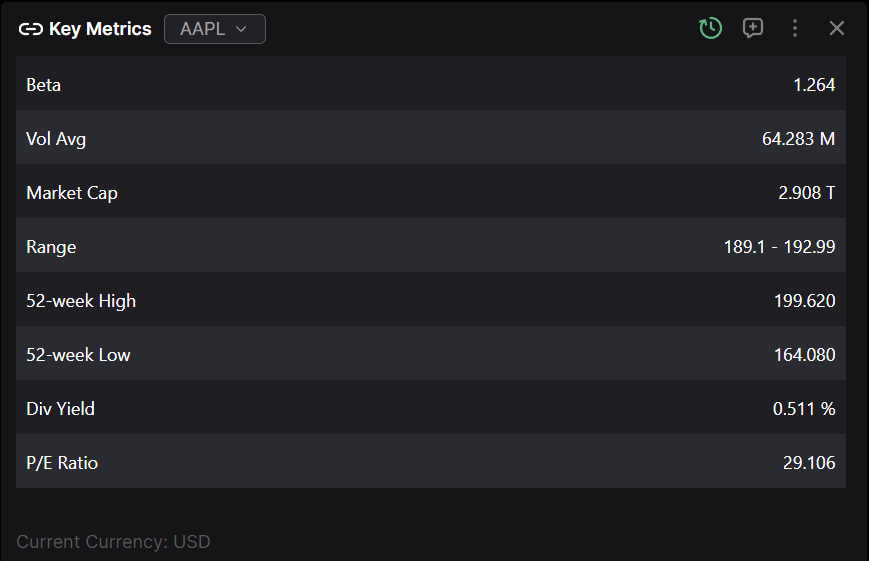 Key Metrics AAPL
Beta 1.264
Vol Avg 64.283 M
Market Cap 2.908 T
Range 189.1 - 192.99
52-week High 199.620
52-week Low 164.080
Div Yield 0.511 %
P/E Ratio 29.106
Current Currency: USD